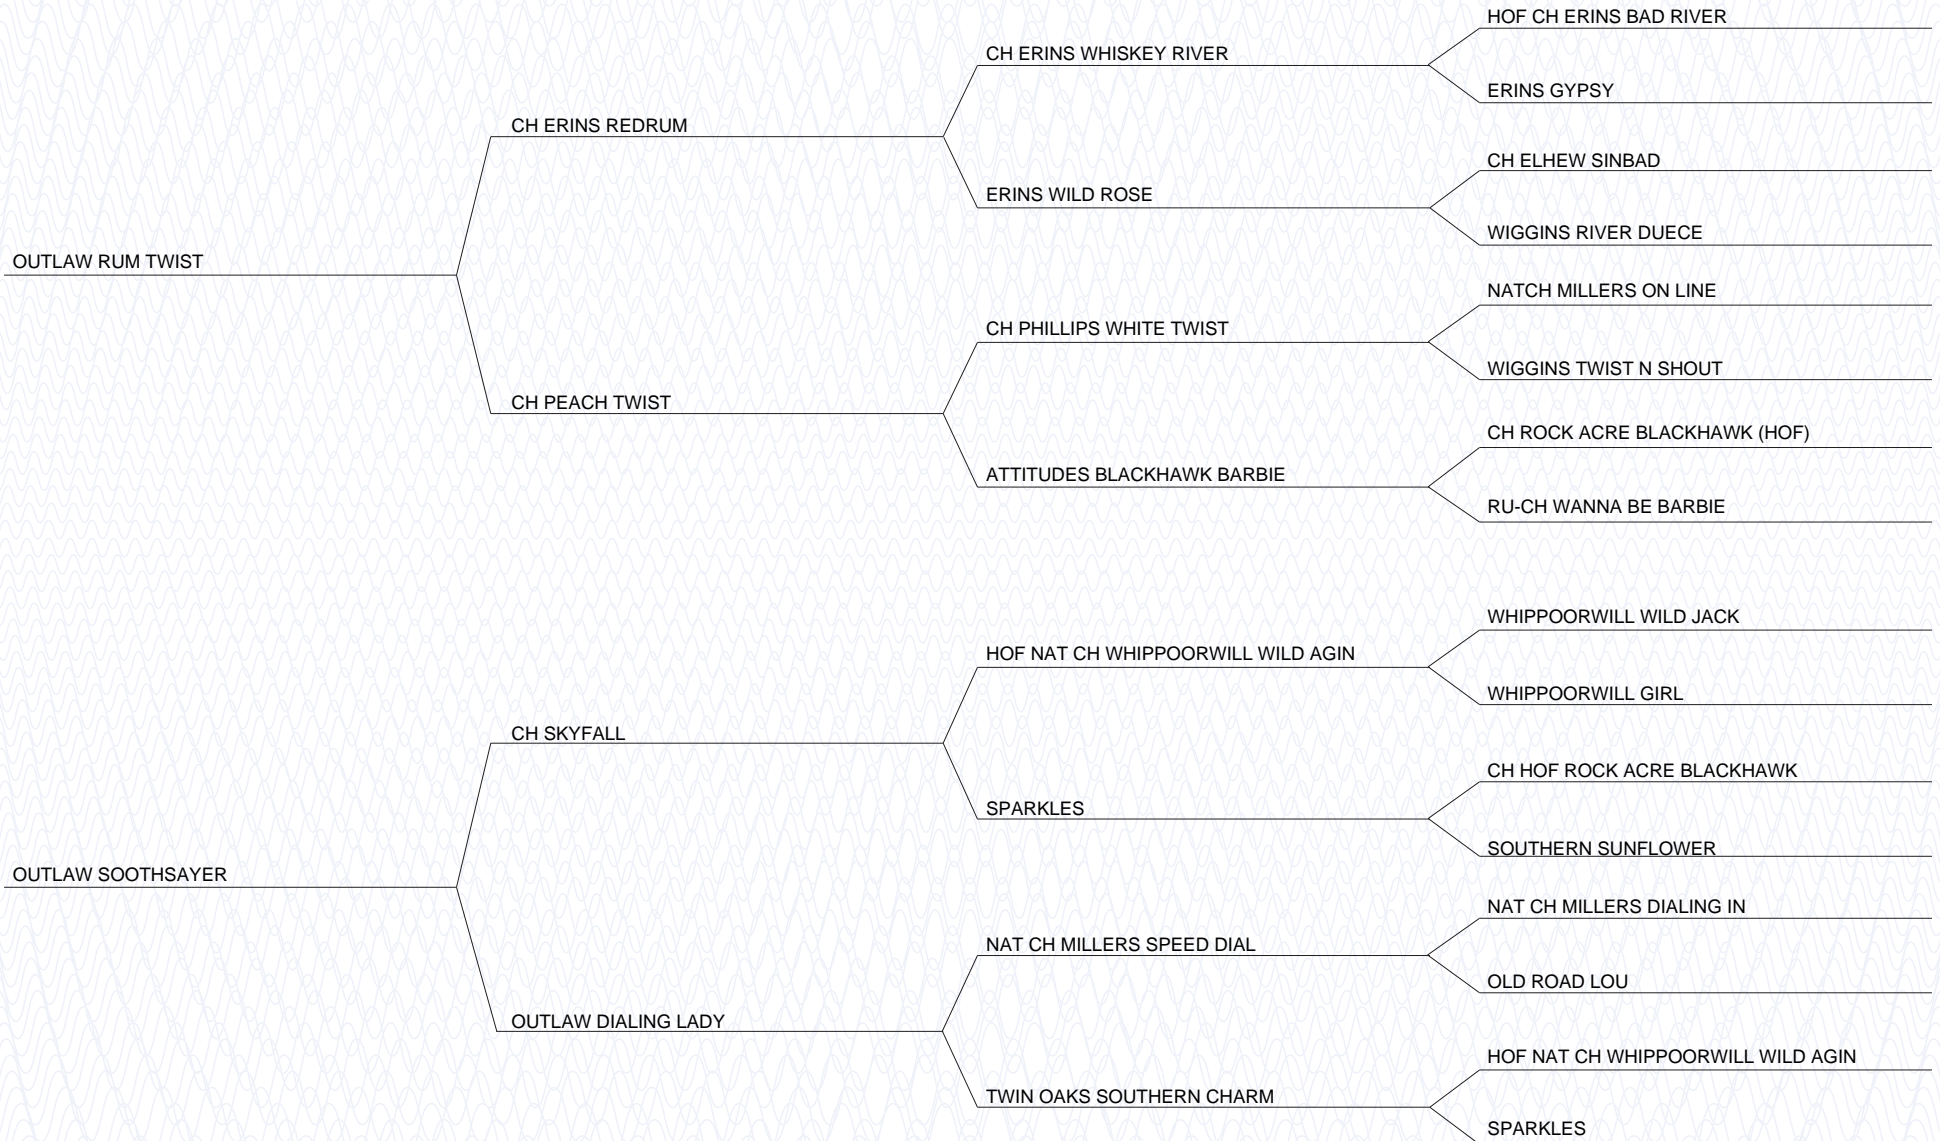 HOF CH ERINS BAD RIVER
CH ERINS WHISKEY RIVER
ERINS GYPSY
CH ERINS REDRUM
CH ELHEW SINBAD
ERINS WILD ROSE
WIGGINS RIVER DUECE
OUTLAW RUM TWIST
NATCH MILLERS ON LINE
CH PHILLIPS WHITE TWIST
WIGGINS TWIST N SHOUT
CH PEACH TWIST
CH ROCK ACRE BLACKHAWK (HOF)
ATTITUDES BLACKHAWK BARBIE
RU-CH WANNA BE BARBIE
WHIPPOORWILL WILD JACK
HOF NAT CH WHIPPOORWILL WILD AGIN
WHIPPOORWILL GIRL
CH SKYFALL
CH HOF ROCK ACRE BLACKHAWK
SPARKLES
SOUTHERN SUNFLOWER
OUTLAW SOOTHSAYER
NAT CH MILLERS DIALING IN
NAT CH MILLERS SPEED DIAL
OLD ROAD LOU
OUTLAW DIALING LADY
HOF NAT CH WHIPPOORWILL WILD AGIN
TWIN OAKS SOUTHERN CHARM
SPARKLES